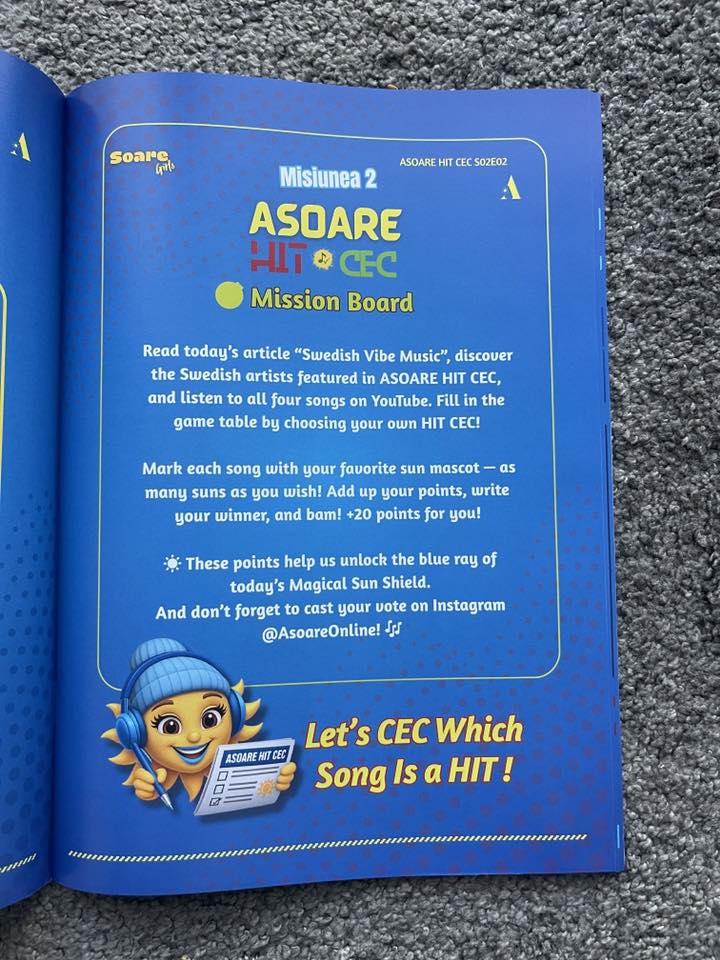 Soare
Girls
ASOARE HIT CEC S02E02
A
A
Misiunea 2
ASOARE
HIT CEC
Mission Board
Read today's article “Swedish Vibe Music”, discover
the Swedish artists featured in ASOARE HIT CEC,
and listen to all four songs on YouTube. Fill in the
game table by choosing your own HIT CEC!
Mark each song with your favorite sun mascot — as
many suns as you wish! Add up your points, write
your winner, and bam! +20 points for you!
☀ These points help us unlock the blue ray of
today's Magical Sun Shield.
And don't forget to cast your vote on Instagram
@AsoareOnline! 🎶
ASOARE HIT CEC
Let's CEC Which
Song Is a HIT !